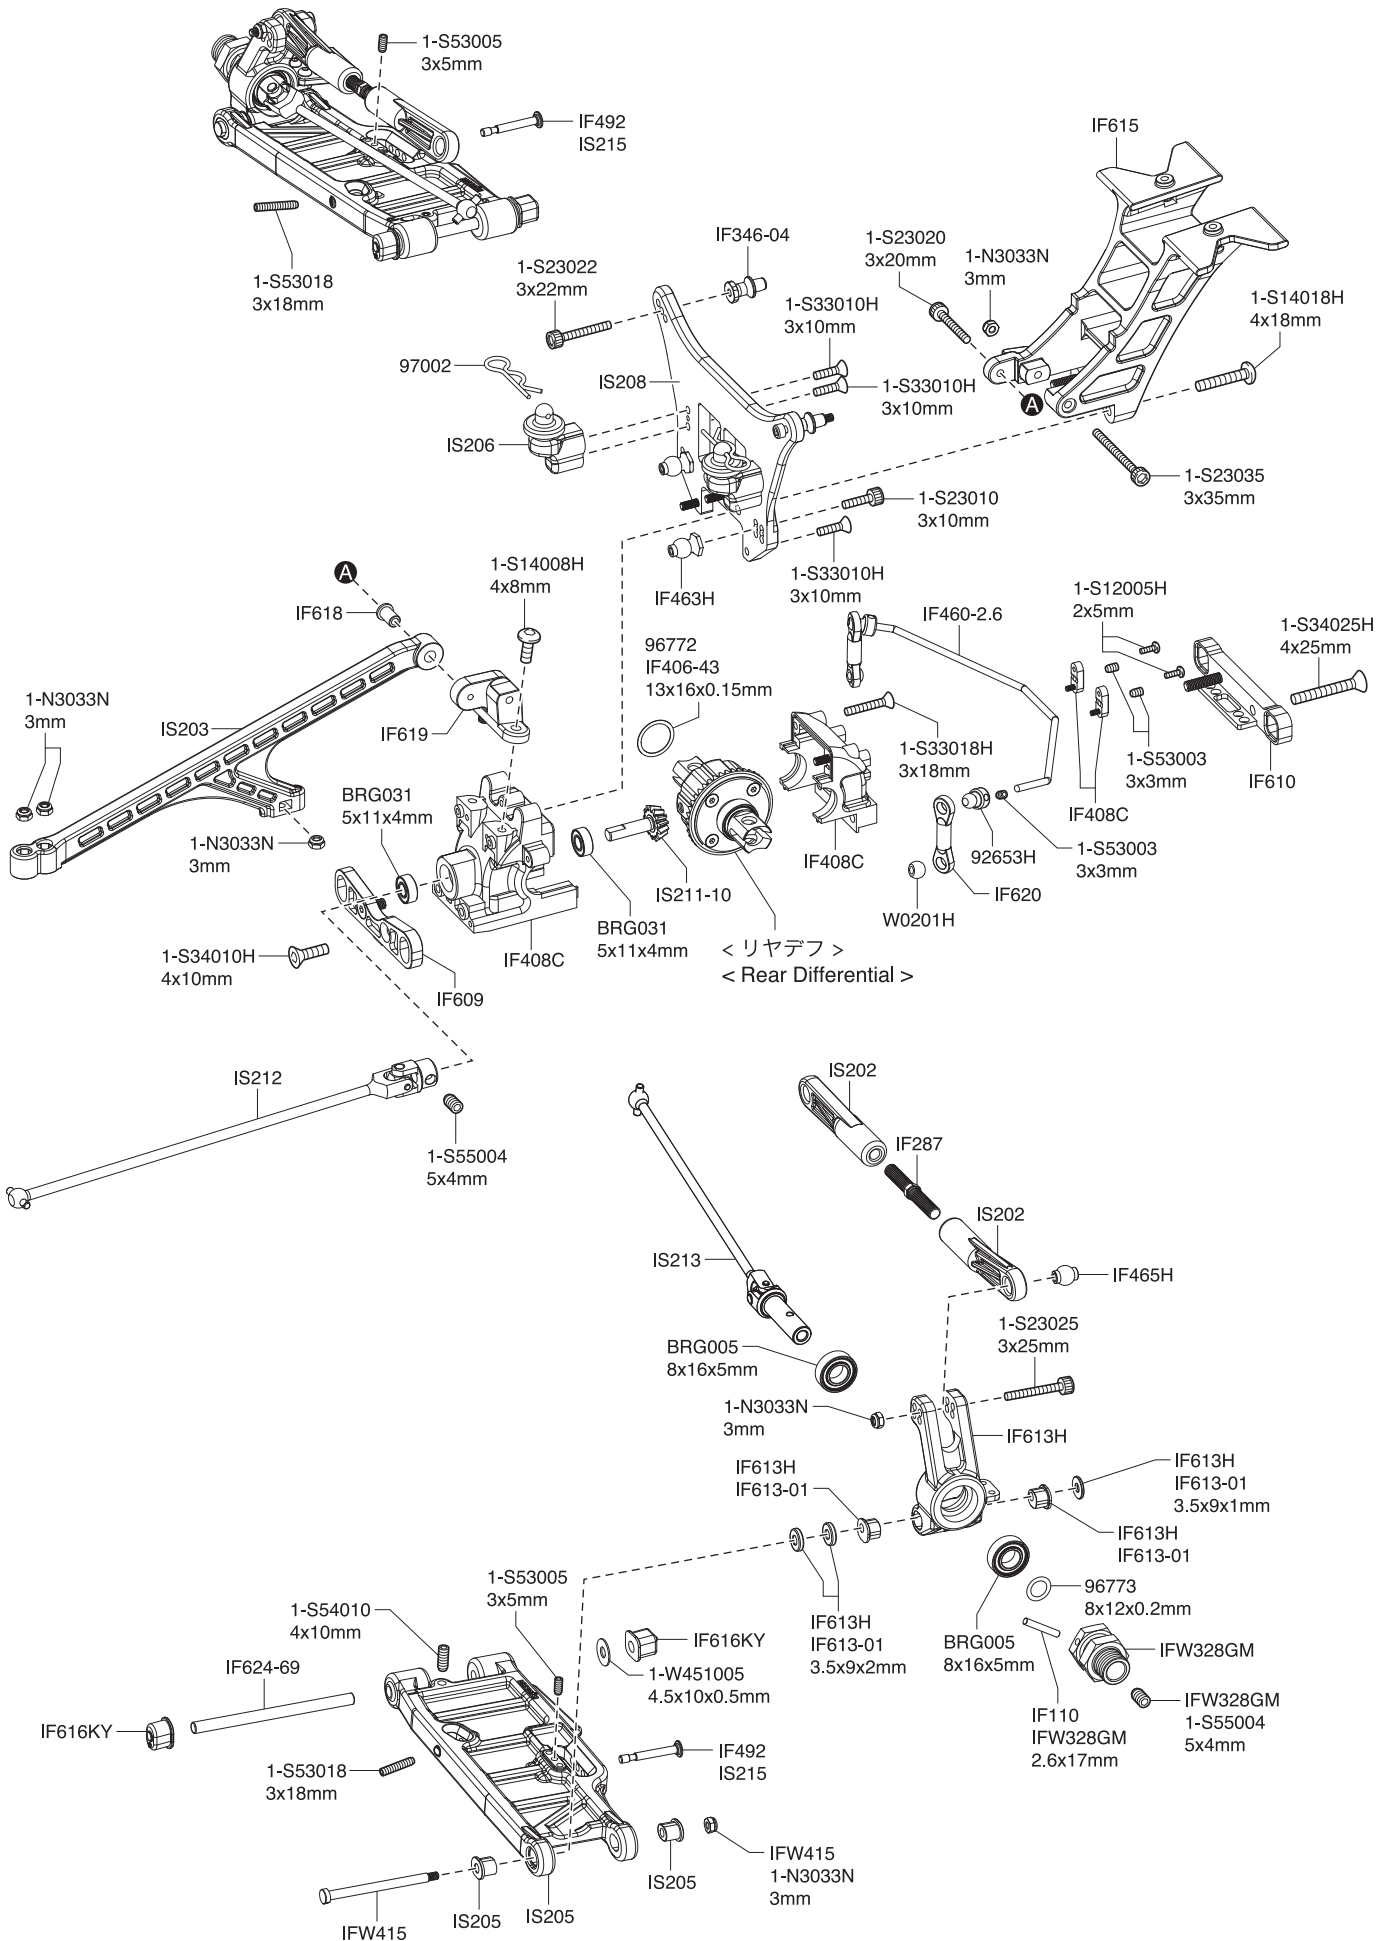 1-S53005
3x5mm
IF492
IS215
1-S53018
3x18mm
IF615
IF346-04
1-S23022
3x22mm
1-S23020
3x20mm
1-N3033N
3mm
1-S14018H
4x18mm
1-S33010H
3x10mm
97002
IS208
1-S33010H
3x10mm
A
IS206
1-S23035
3x35mm
1-S23010
3x10mm
1-S14008H
4x8mm
A
IF618
IF463H
1-S33010H
3x10mm
IF460-2.6
1-S12005H
2x5mm
1-S34025H
4x25mm
96772
IF406-43
13x16x0.15mm
1-N3033N
3mm
IS203
IF619
1-S33018H
3x18mm
1-S53003
3x3mm
IF610
BRG031
5x11x4mm
IF408C
1-N3033N
3mm
IF408C
92653H
1-S53003
3x3mm
IS211-10
IF620
W0201H
BRG031
5x11x4mm
1-S34010H
4x10mm
IF408C
IF609
< リヤデフ >
< Rear Differential >
IS212
IS202
1-S55004
5x4mm
IF287
IS202
IS213
IF465H
1-S23025
3x25mm
BRG005
8x16x5mm
1-N3033N
3mm
IF613H
IF613H
IF613-01
IF613H
IF613-01
3.5x9x1mm
IF613H
IF613-01
1-S53005
3x5mm
96773
8x12x0.2mm
1-S54010
4x10mm
IF613H
IF613-01
3.5x9x2mm
IF616KY
BRG005
8x16x5mm
IFW328GM
1-W451005
4.5x10x0.5mm
IF624-69
IF616KY
IF110
IFW328GM
2.6x17mm
IFW328GM
1-S55004
5x4mm
IF492
IS215
1-S53018
3x18mm
IFW415
1-N3033N
3mm
IS205
IS205
IS205
IFW415